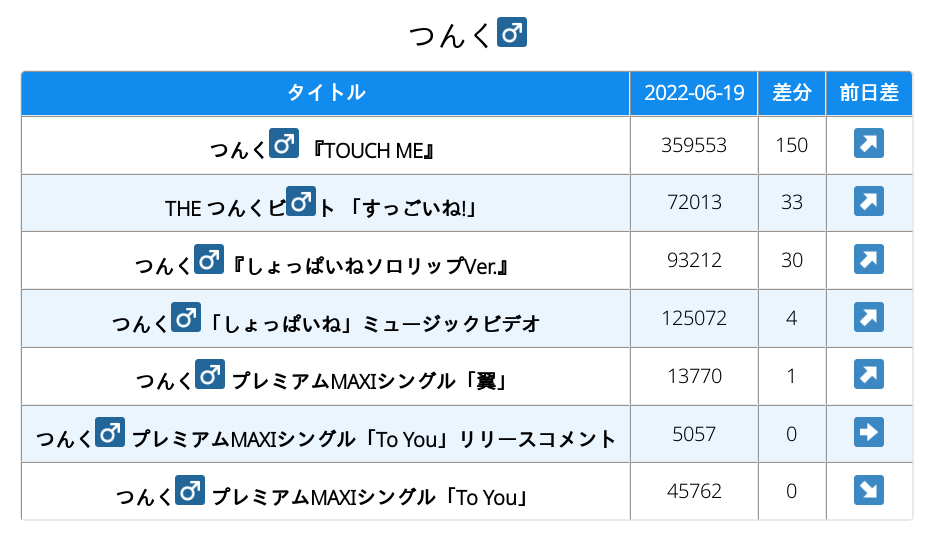 つんく♂
タイトル 2022-06-19 差分 前日差
つんく♂ 『TOUCH ME』 359553 150 ↗
THE つんくビ♂ト 「すっごいね!」 72013 33 ↗
つんく♂『しょっぱいねソロリップVer.』 93212 30 ↗
つんく♂「しょっぱいね」ミュージックビデオ 125072 4 ↗
つんく♂ プレミアムMAXIシングル「翼」 13770 1 ↗
つんく♂ プレミアムMAXIシングル「To You」リリースコメント 5057 0 ➡
つんく♂ プレミアムMAXIシングル「To You」 45762 0 ↘